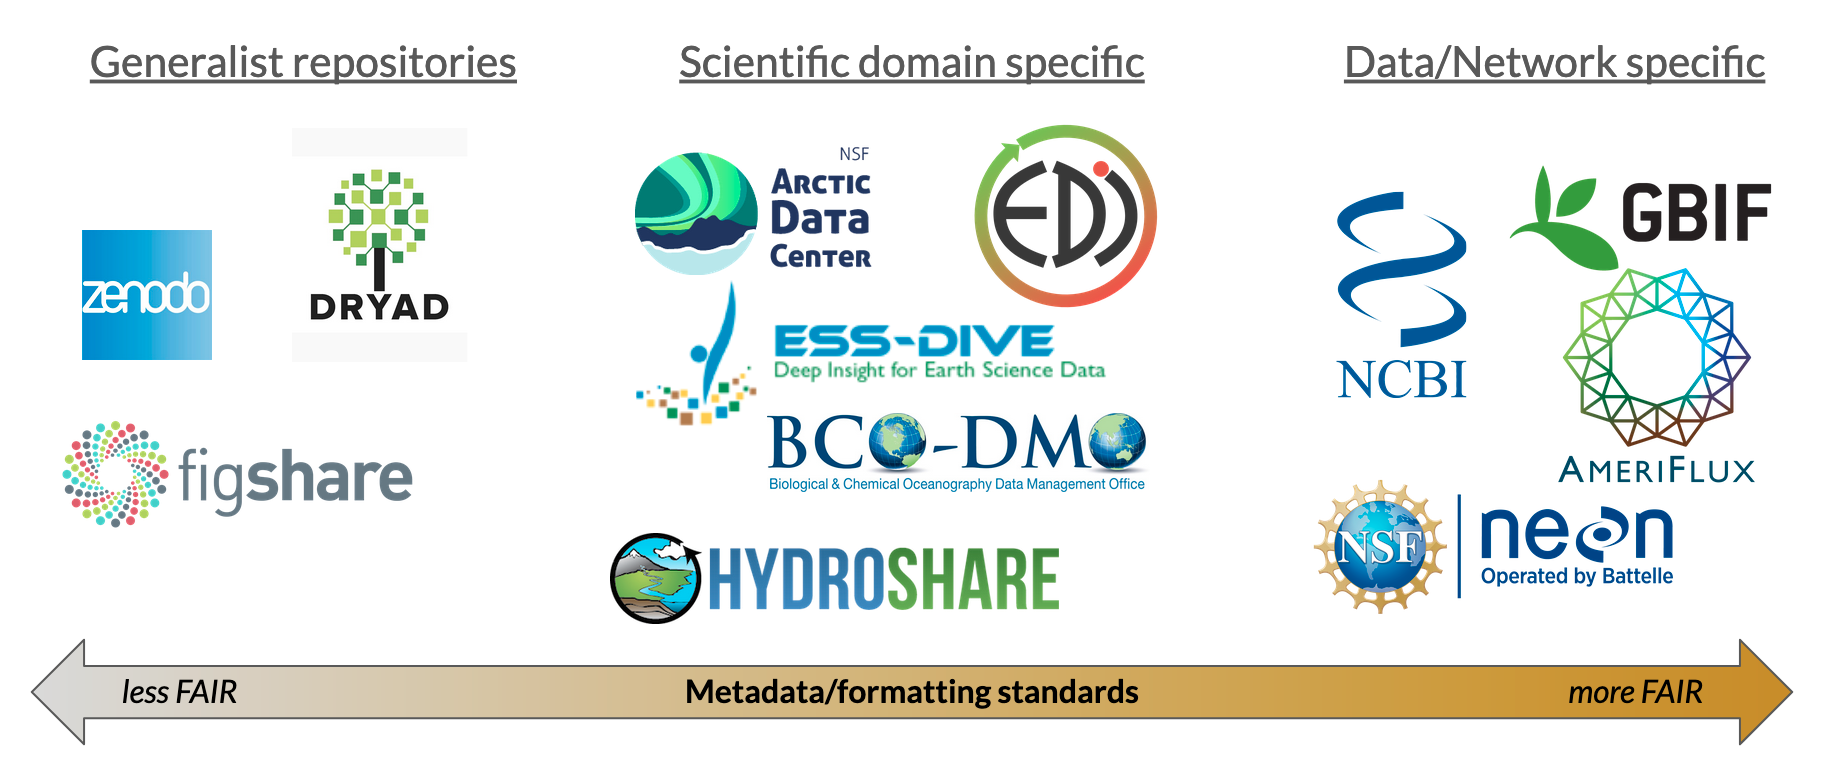 Generalist repositories
zenodo
DRYAD
figshare
Scientific domain specific
NSF
ARCTIC
DATA
CENTER
EDI
ESS-DIVE
Deep Insight for Earth Science Data
BCO-DMO
Biological & Chemical Oceanography Data Management Office
HYDROSHARE
Data/Network specific
NCBI
GBIF
AMERIFLUX
NSF
neon
Operated by Battelle
less FAIR
Metadata/formatting standards
more FAIR